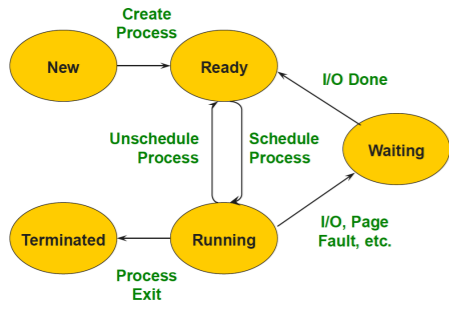 Create
Process
New
Ready
I/O Done
Unschedule
Process
Schedule
Process
Waiting
Terminated
Running
I/O, Page
Fault, etc.
Process
Exit